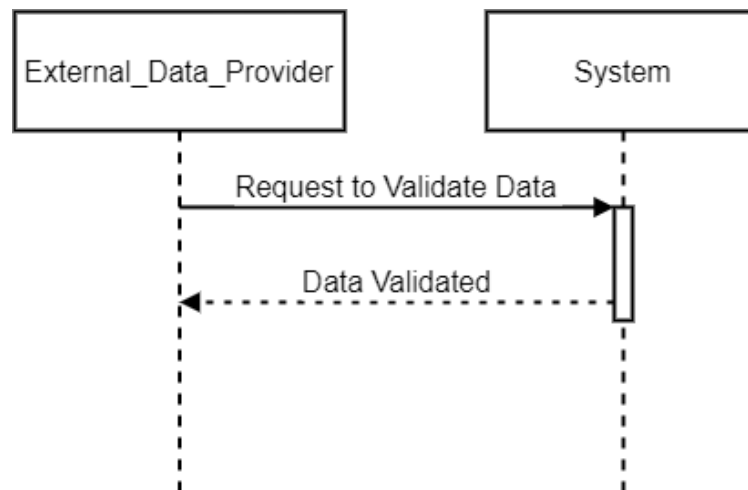 External_Data_Provider
System
Request to Validate Data
Data Validated